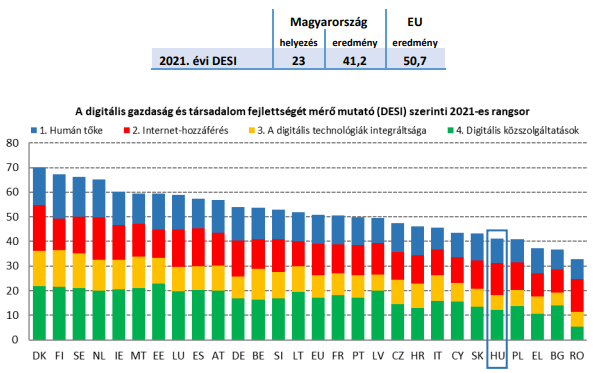 Magyarország EU
helyezés eredmény eredmény
2021. évi DESI 23 41,2 50,7
A digitális gazdaság és társadalom fejlettségét mérő mutató (DESI) szerinti 2021-es rangsor
1. Humán tőke 2. Internet-hozzáférés 3. A digitális technológiák integráltsága 4. Digitális közszolgáltatások
80
70
60
50
40
30
20
10
0
DK FI SE NL IE MT EE LU ES AT DE BE SI LT EU FR PT LV CZ HR IT CY SK HU PL EL BG RO